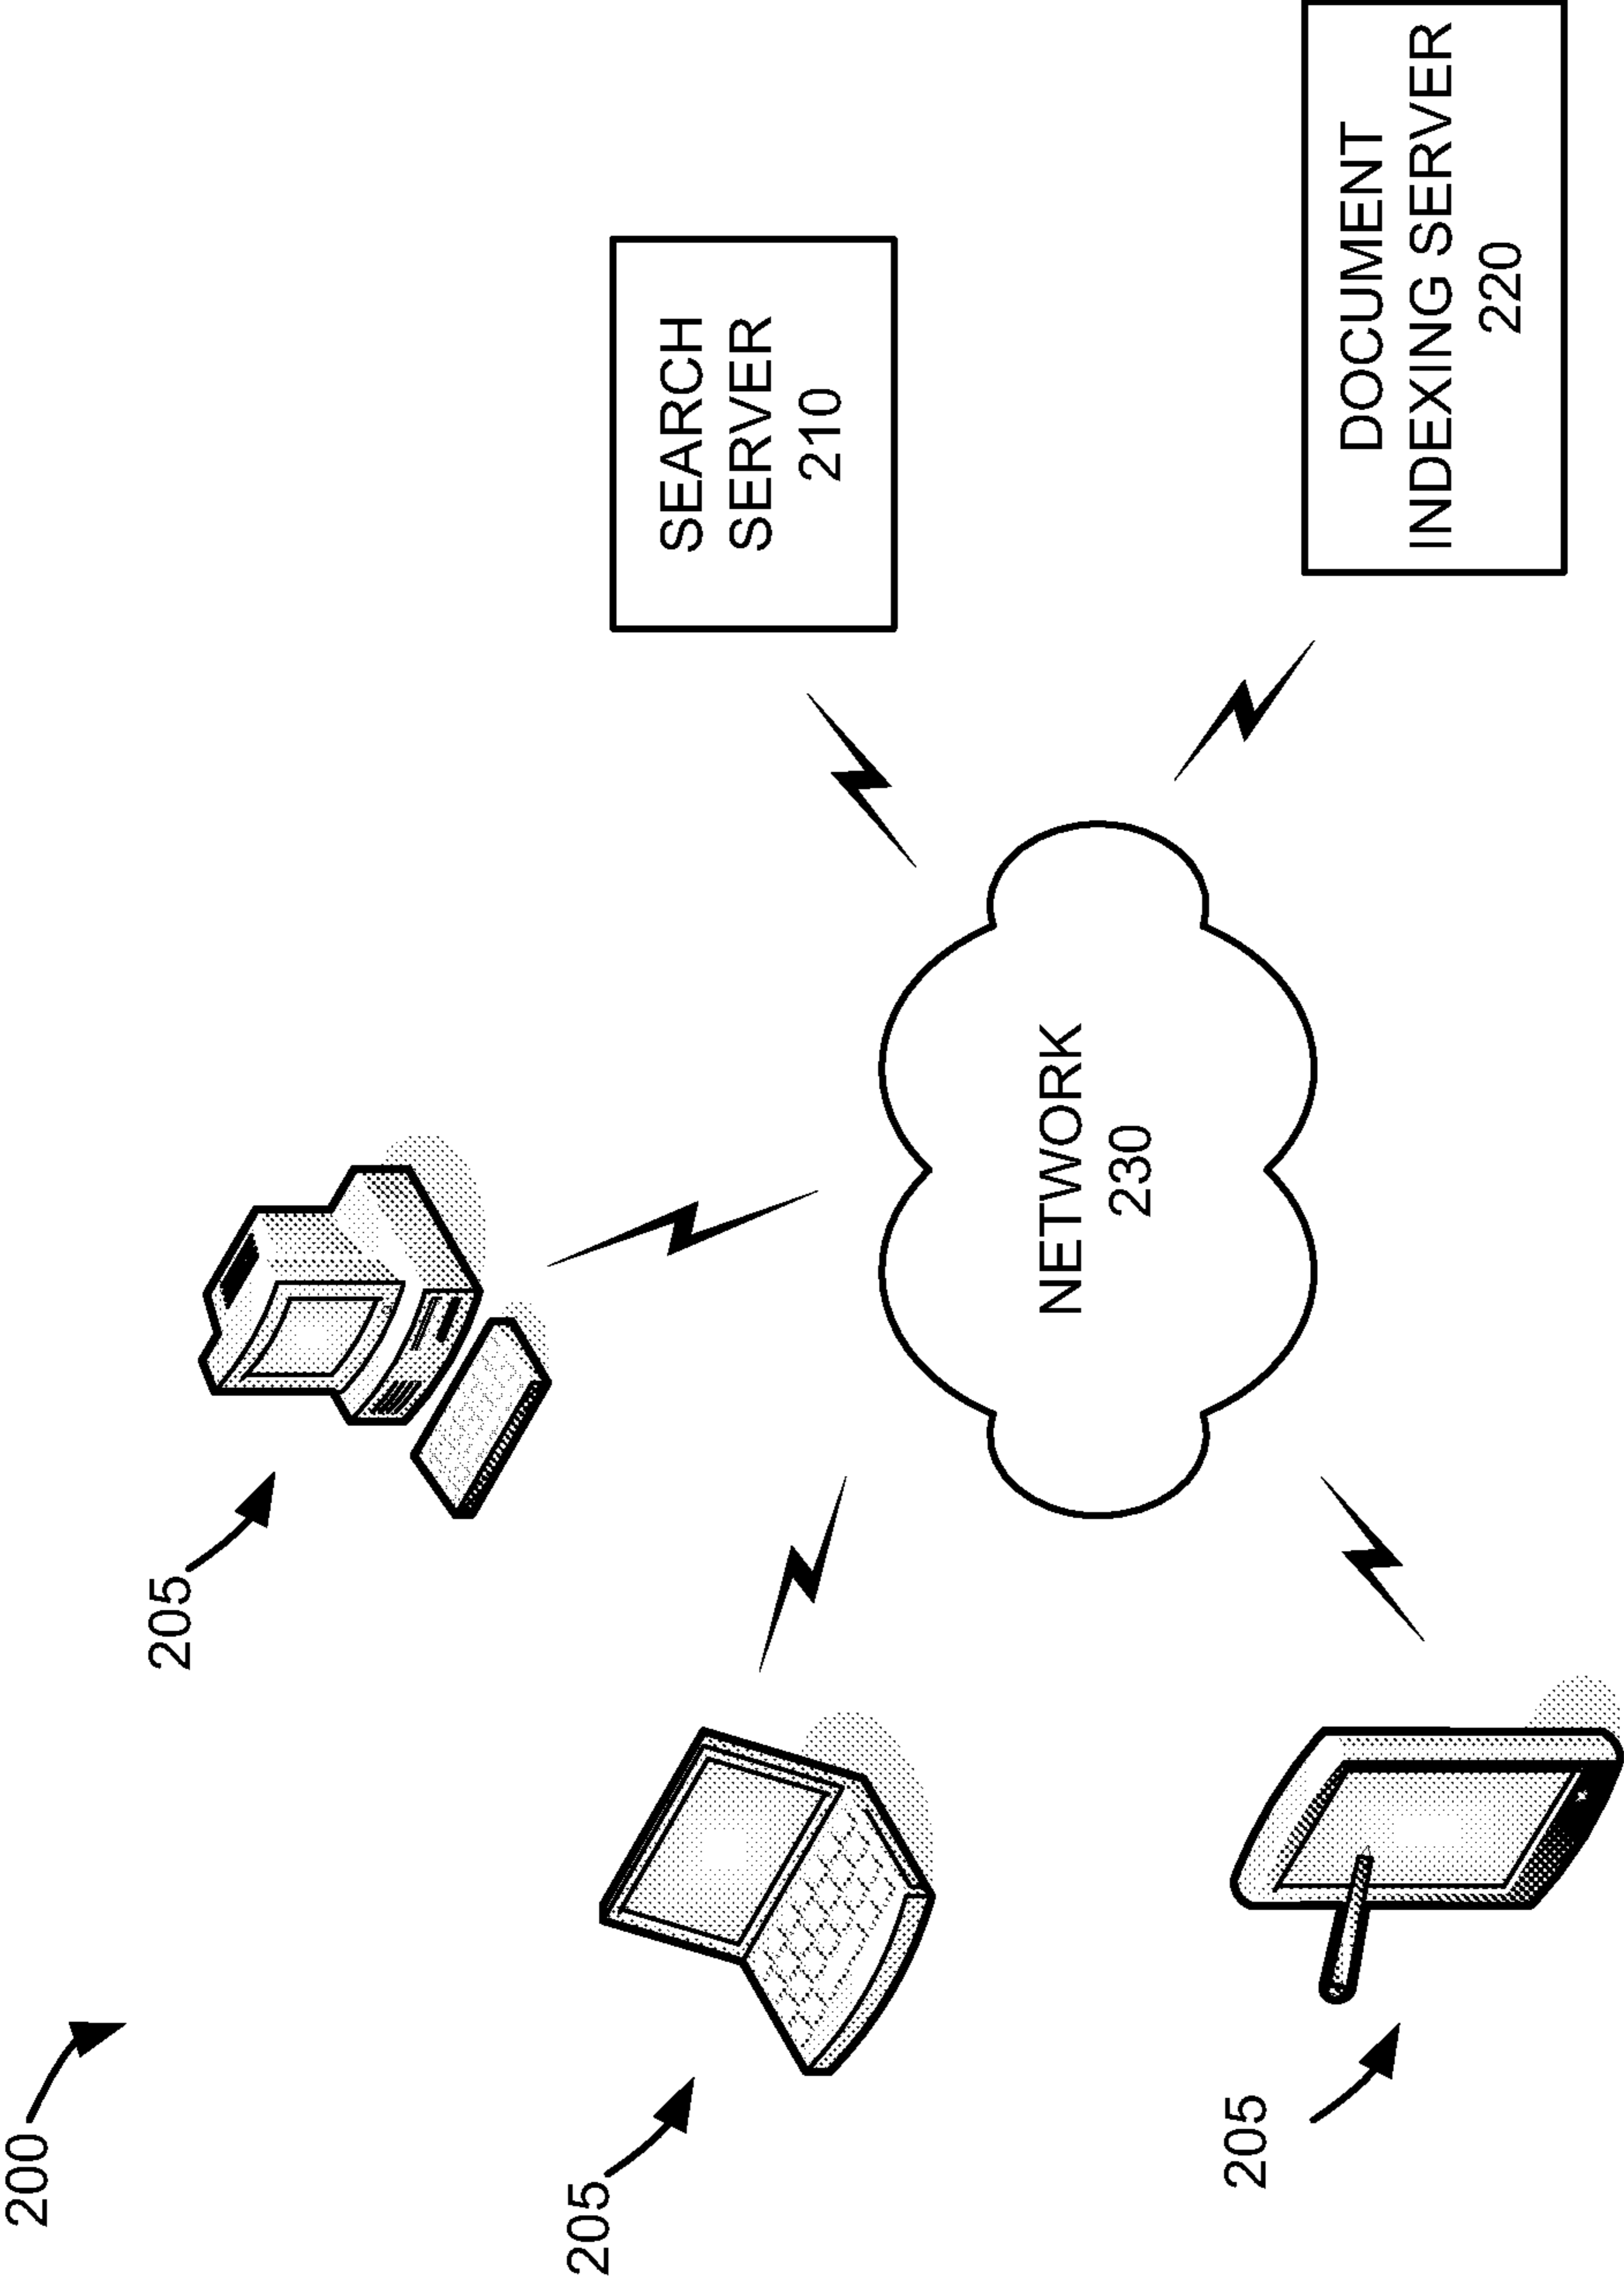 200
205
205
SEARCH
SERVER
210
NETWORK
230
205
DOCUMENT
INDEXING SERVER
220